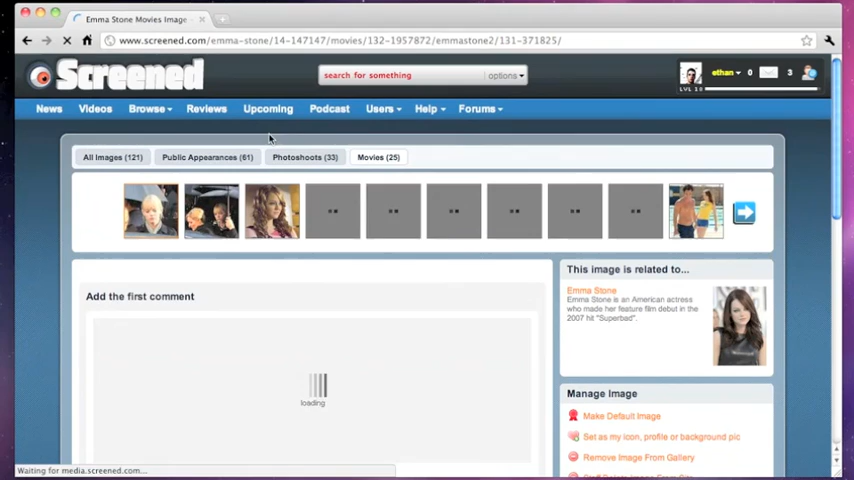 Emma Stone Movies Image
www.screened.com/emma-stone/14-147147/movies/132-1957872/emmastone2/131-371825/
Screened
search for something options
ethan 0 3
LVL 18
News Videos Browse Reviews Upcoming Podcast Users Help Forums
All Images (121) Public Appearances (61) Photoshoots (33) Movies (25)
This image is related to...
Emma Stone
Emma Stone is an American actress
who made her feature film debut in the
2007 hit "Superbad".
Add the first comment
loading
Manage Image
Make Default Image
Set as my icon, profile or background pic
Remove Image From Gallery
Waiting for media.screened.com...